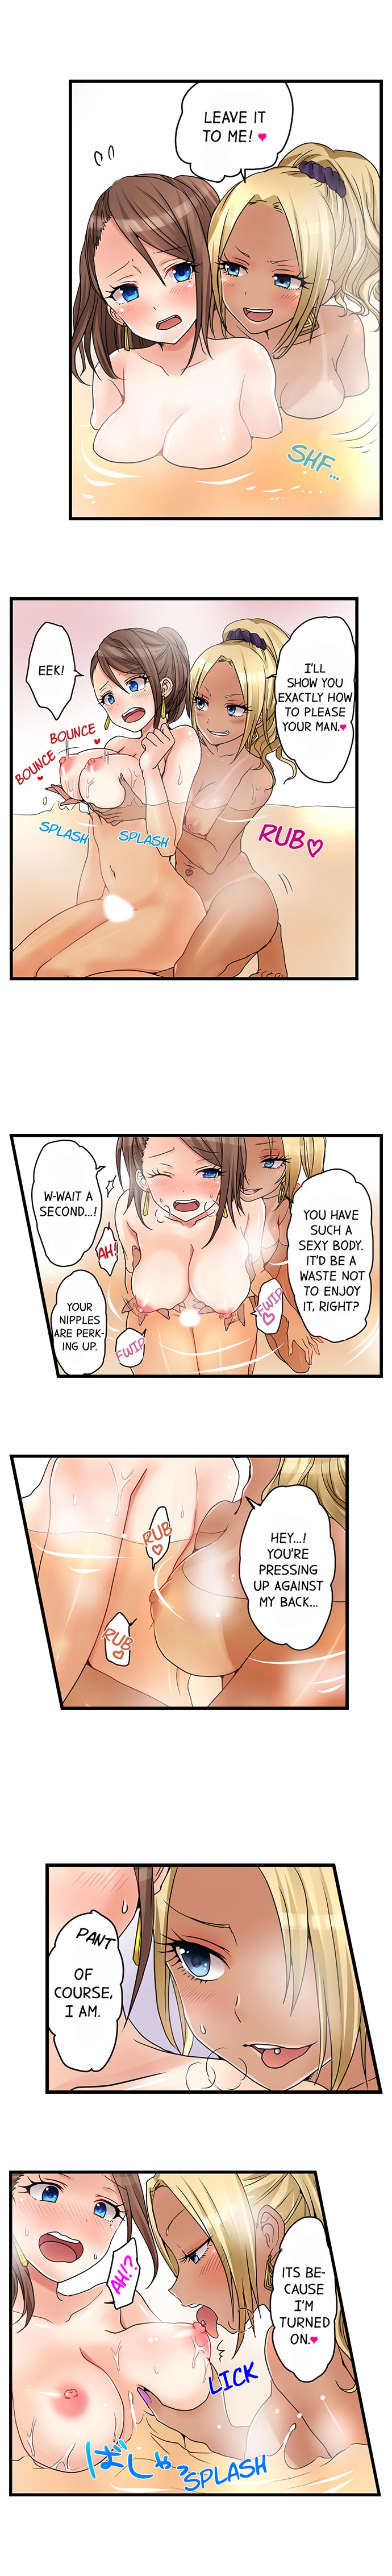 LEAVE IT
TO ME! ♥
SHF...
EEK!
I'LL
SHOW YOU
EXACTLY HOW
TO PLEASE
YOUR MAN.♥
BOUNCE
BOUNCE
SPLASH
SPLASH
RUB♡
W-WAIT A
SECOND...!
AH!
YOU HAVE
SUCH A
SEXY BODY.
IT'D BE A
WASTE NOT
TO ENJOY
IT, RIGHT?
YOUR
NIPPLES
ARE PERK-
ING UP.
FWIP
FWIP
RUB
HEY...!
YOU'RE
PRESSING
UP AGAINST
MY BACK...
RUB
PANT
OF
COURSE,
I AM.
AH!?
ITS BE-
CAUSE
I'M
TURNED
ON.♥
LICK
ばしゃっ
SPLASH